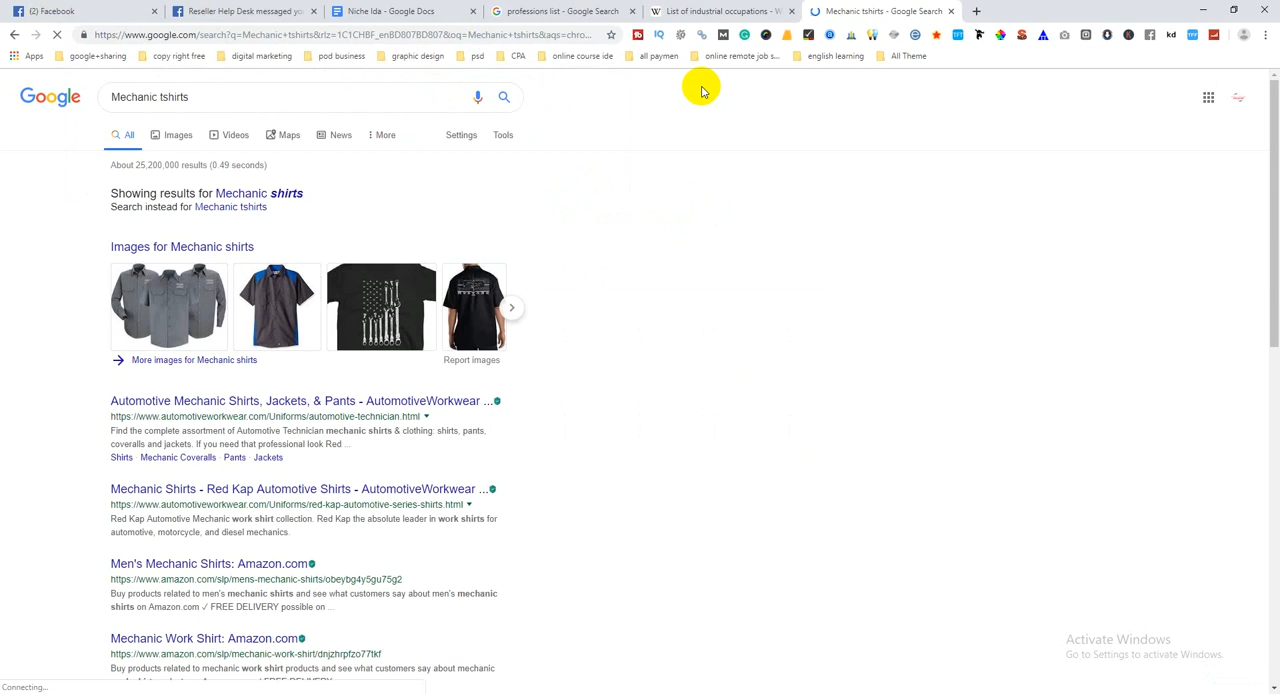 (2) Facebook
Reseller Help Desk messaged yo
Niche Ida - Google Docs
professions list - Google Search
List of industrial occupations - W
Mechanic tshirts - Google Search
https://www.google.com/search?q=Mechanic+tshirts&rlz=1C1CHBF_enBD807BD807&oq=Mechanic+tshirts&aqs=chro...
Apps
google+sharing
copy right free
digital marketing
pod business
graphic design
psd
CPA
online course ide
all paymen
online remote job s...
english learning
All Theme
Google
Mechanic tshirts
All
Images
Videos
Maps
News
More
Settings
Tools
About 25,200,000 results (0.49 seconds)
Showing results for Mechanic shirts
Search instead for Mechanic tshirts
Images for Mechanic shirts
More images for Mechanic shirts
Report images
Automotive Mechanic Shirts, Jackets, & Pants - AutomotiveWorkwear ...
https://www.automotiveworkwear.com/Uniforms/automotive-technician.html
Find the complete assortment of Automotive Technician mechanic shirts & clothing: shirts, pants,
coveralls and jackets. If you need that professional look Red ...
Shirts · Mechanic Coveralls · Pants · Jackets
Mechanic Shirts - Red Kap Automotive Shirts - AutomotiveWorkwear ...
https://www.automotiveworkwear.com/Uniforms/red-kap-automotive-series-shirts.html
Red Kap Automotive Mechanic work shirt collection. Red Kap the absolute leader in work shirts for
automotive, motorcycle, and diesel mechanics.
Men's Mechanic Shirts: Amazon.com
https://www.amazon.com/slp/mens-mechanic-shirts/obeybg4y5gu75g2
Buy products related to men's mechanic shirts and see what customers say about men's mechanic
shirts on Amazon.com ✓ FREE DELIVERY possible on ...
Mechanic Work Shirt: Amazon.com
https://www.amazon.com/slp/mechanic-work-shirt/dnjzhrpfzo77tkf
Buy products related to mechanic work shirt products and see what customers say about mechanic
Activate Windows
Go to Settings to activate Windows.
Connecting...